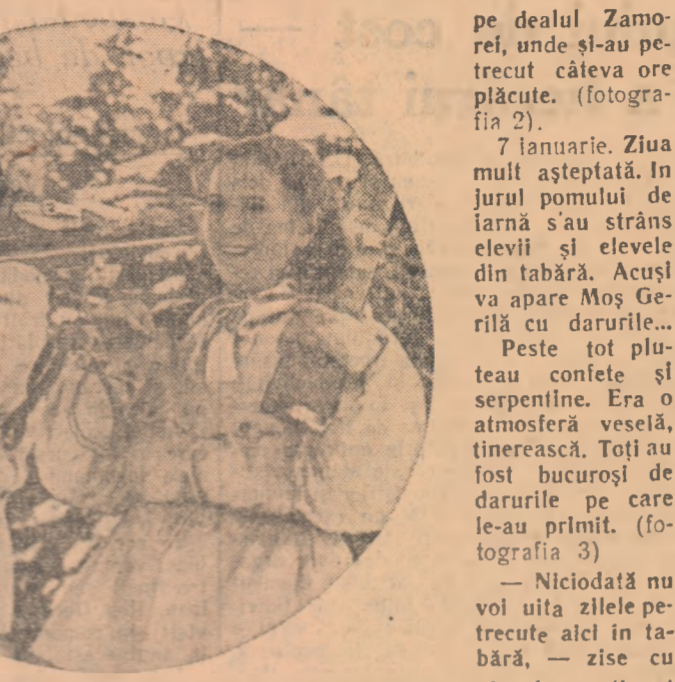 pe dealul Zamo-
rei, unde și-au pe-
trecut câteva ore
plăcute. (fotogra-
fia 2).
7 ianuarie. Ziua
mult așteptată. In
jurul pomului de
iarnă s'au strâns
elevii și elevele
din tabără. Acuși
va apare Moș Ge-
rilă cu darurile...
Peste tot plu-
teau confete și
serpentine. Era o
atmosferă veselă,
tinerească. Toți au
fost bucuroși de
darurile pe care
le-au primit. (fo-
tografia 3)
— Niciodată nu
voi uita zilele pe-
trecute aici in ta-
bără, — zise cu